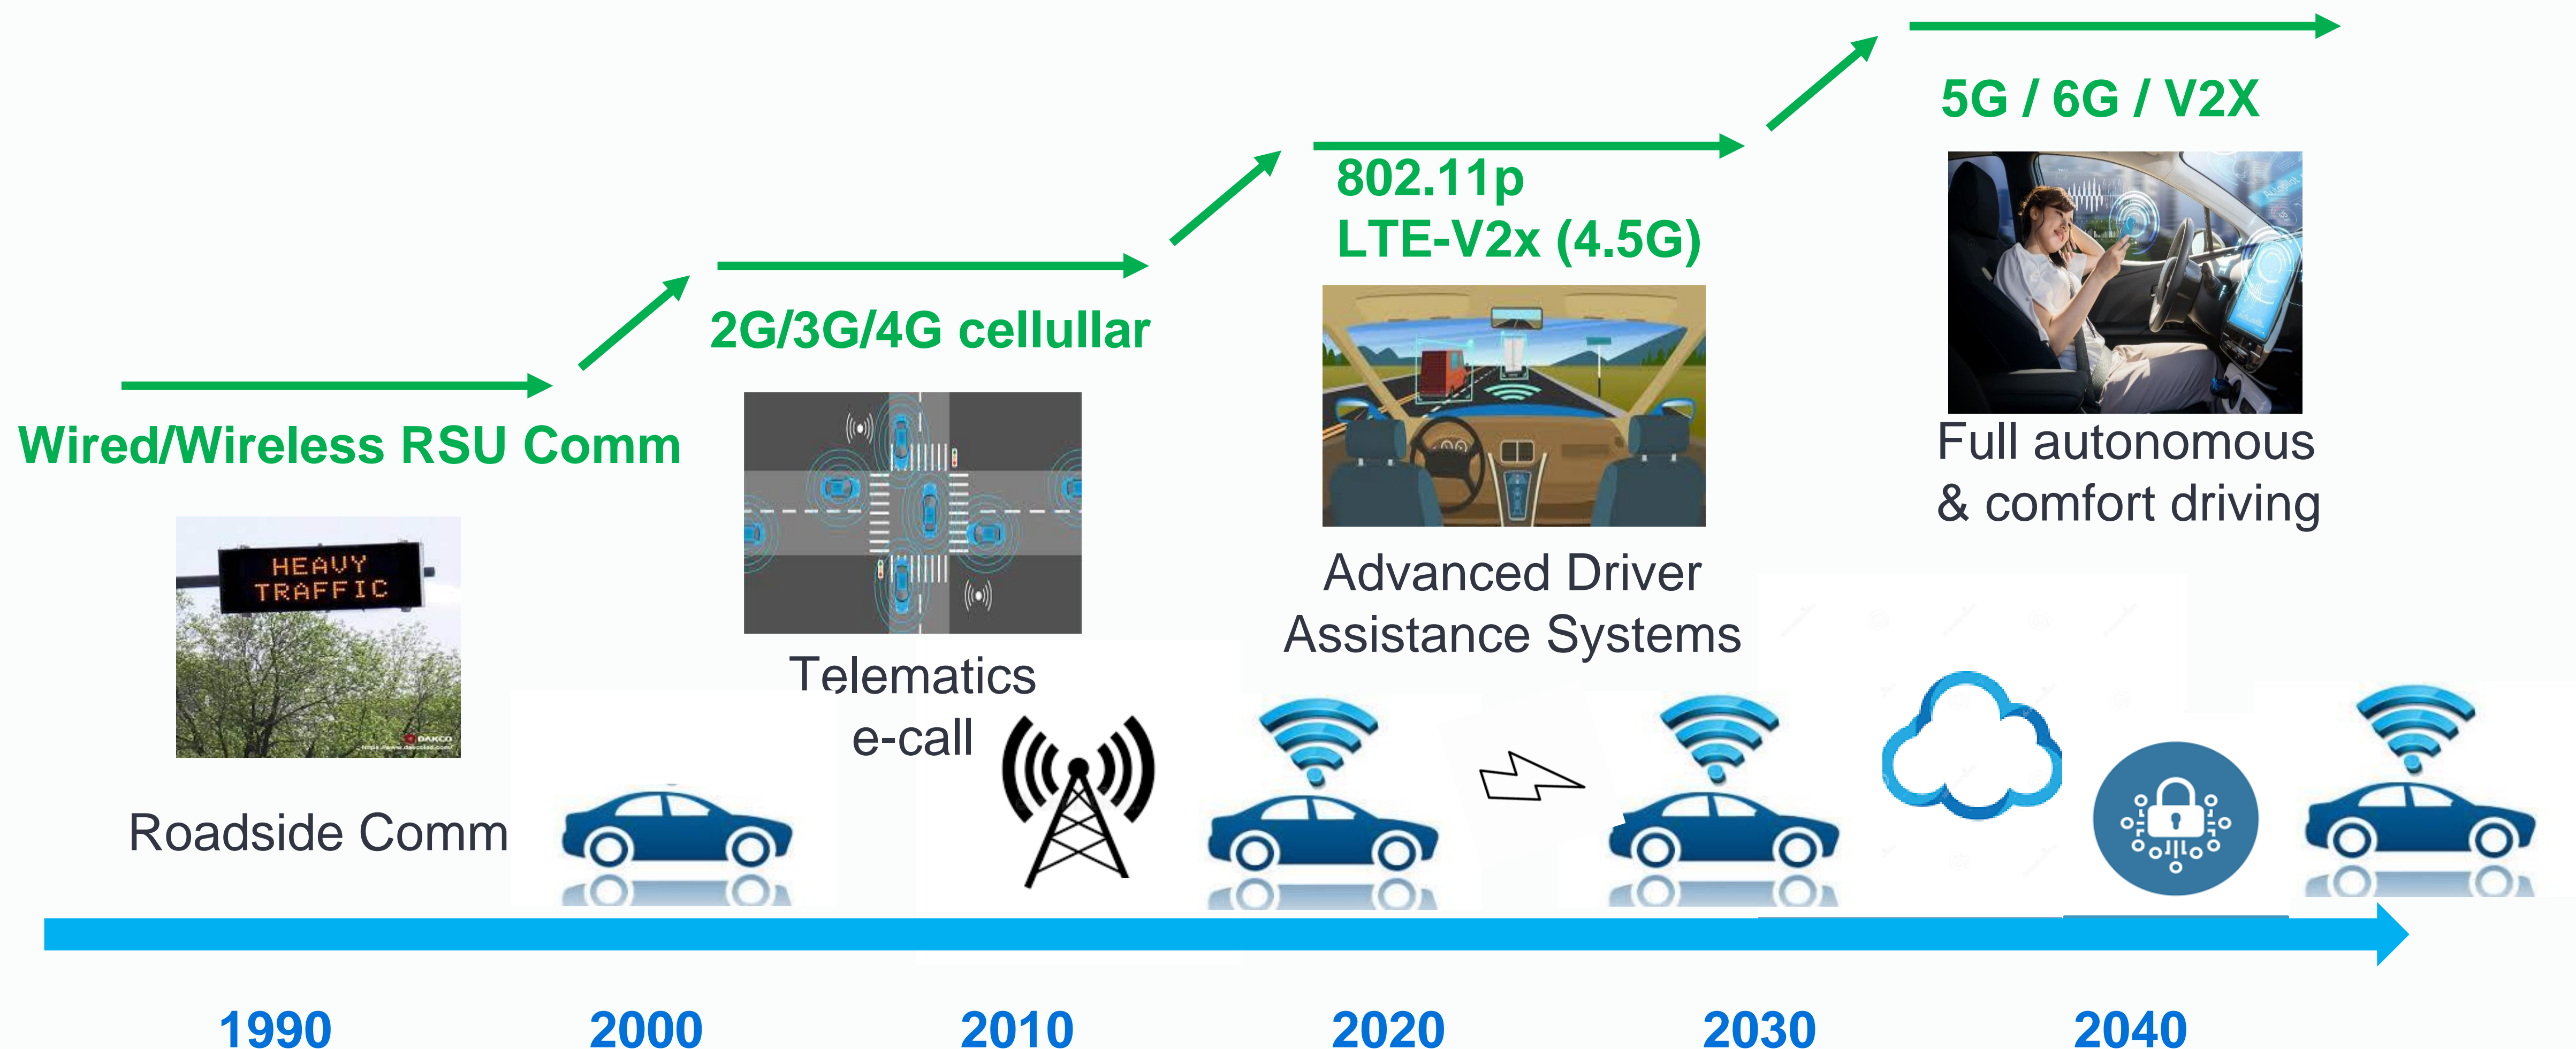 5G / 6G / V2X
802.11p
LTE-V2x (4.5G)
2G/3G/4G cellullar
Wired/Wireless RSU Comm
HEAVY
TRAFFIC
DAKCO
Full autonomous
& comfort driving
Advanced Driver
Assistance Systems
Telematics
e-call
Roadside Comm
1990
2000
2010
2020
2030
2040